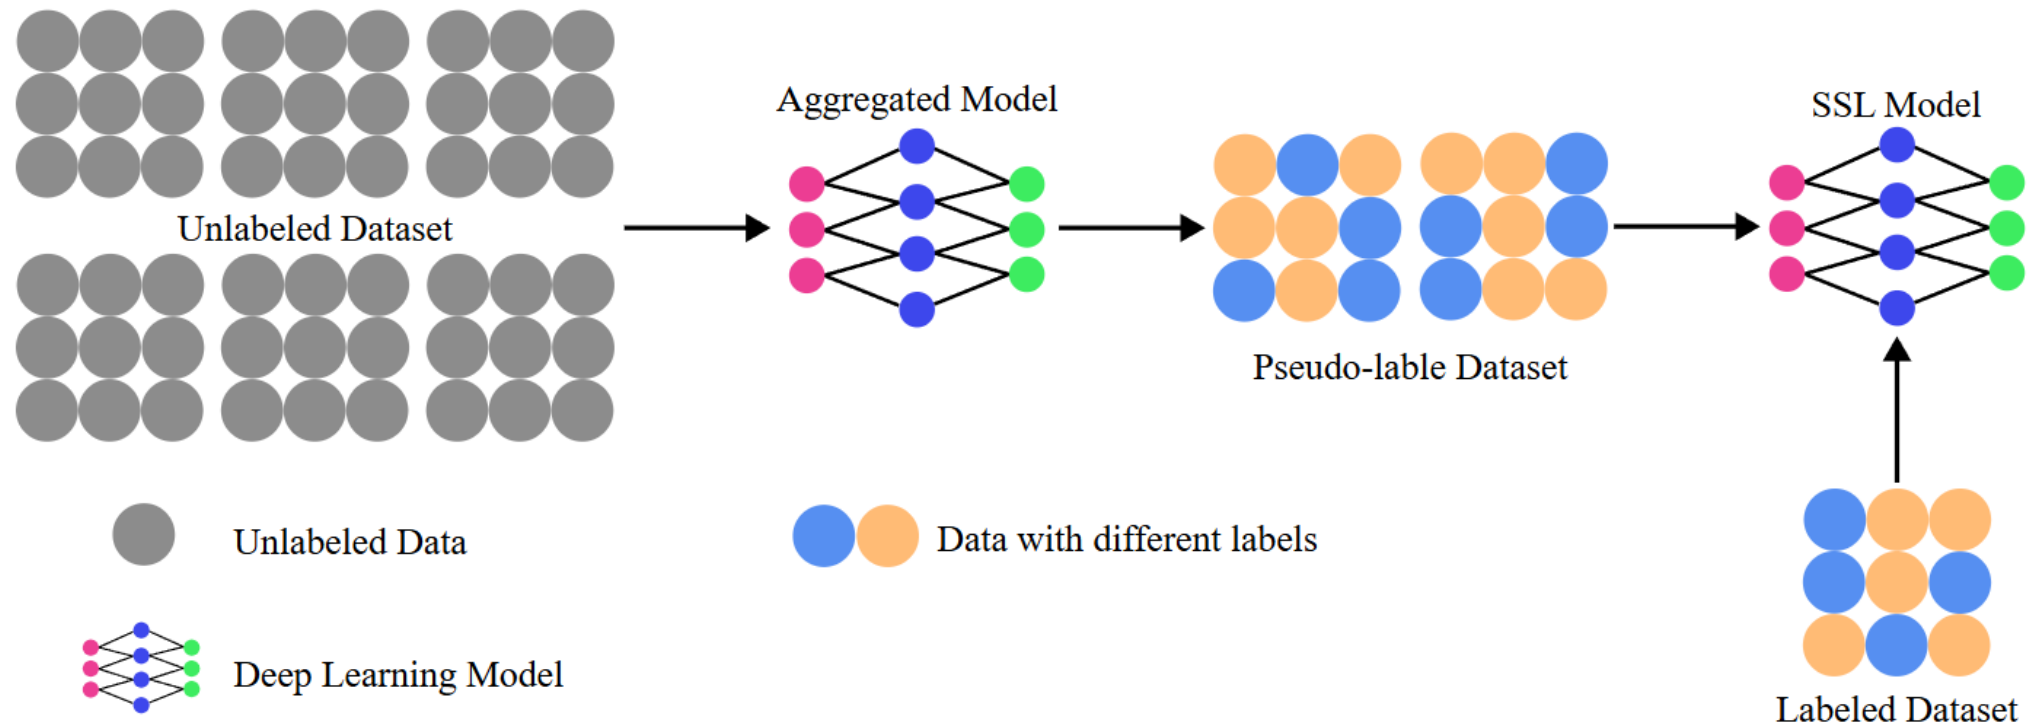 Unlabeled Dataset
Aggregated Model
Pseudo-lable Dataset
SSL Model
Labeled Dataset
Unlabeled Data
Data with different labels
Deep Learning Model